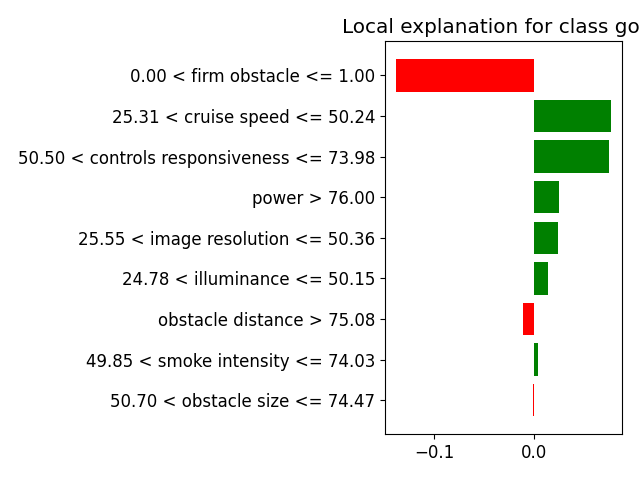 Local explanation for class go
0.00 < firm obstacle <= 1.00
25.31 < cruise speed <= 50.24
50.50 < controls responsiveness <= 73.98
power > 76.00
25.55 < image resolution <= 50.36
24.78 < illuminance <= 50.15
obstacle distance > 75.08
49.85 < smoke intensity <= 74.03
50.70 < obstacle size <= 74.47
−0.1 0.0